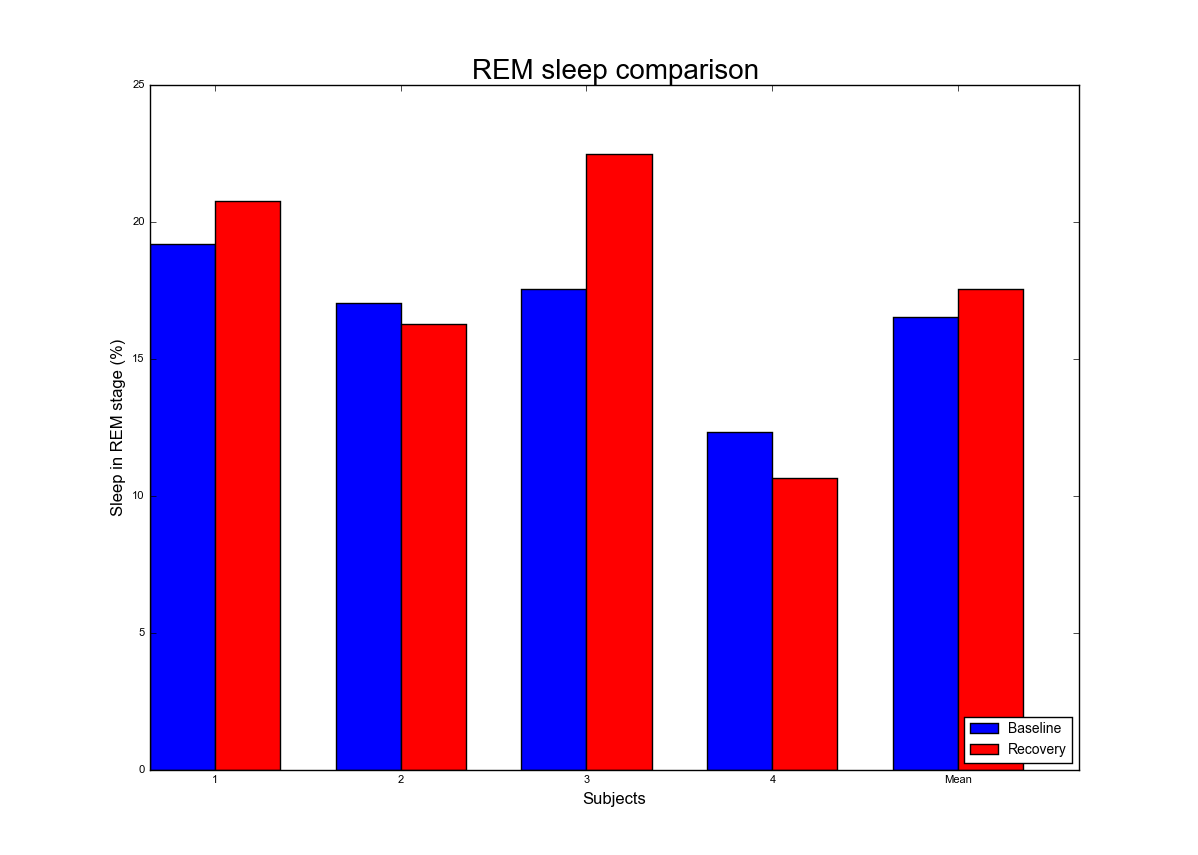 REM sleep comparison
25
20
15
10
5
0
Sleep in REM stage (%)
1 2 3 4 Mean
Subjects
Baseline
Recovery